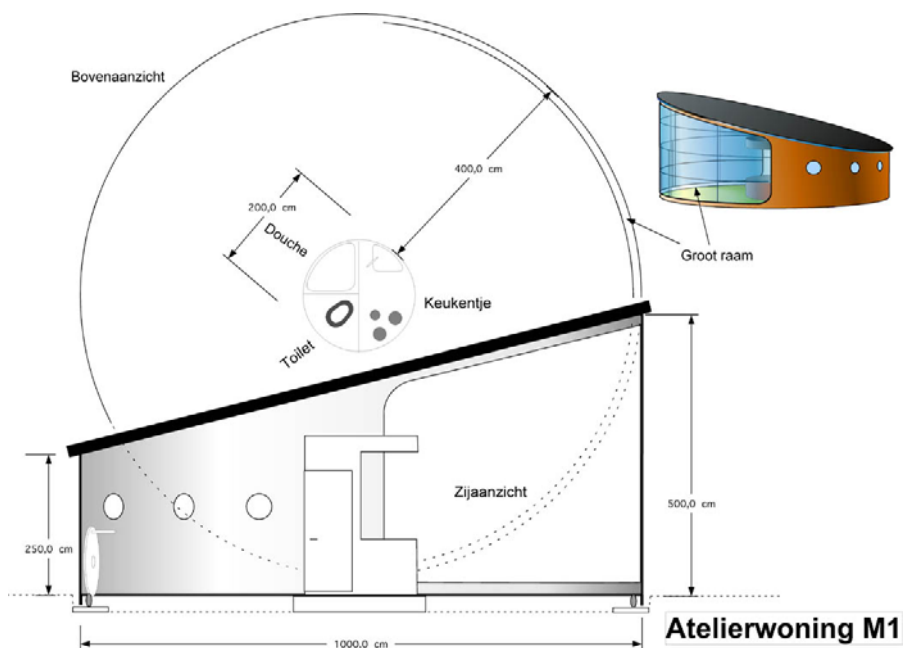 Bovenaanzicht
400,0 cm
200,0 cm
Douche
Groot raam
Keukentje
Toilet
Zijaanzicht
500,0 cm
250,0 cm
1000,0 cm
Atelierwoning M1